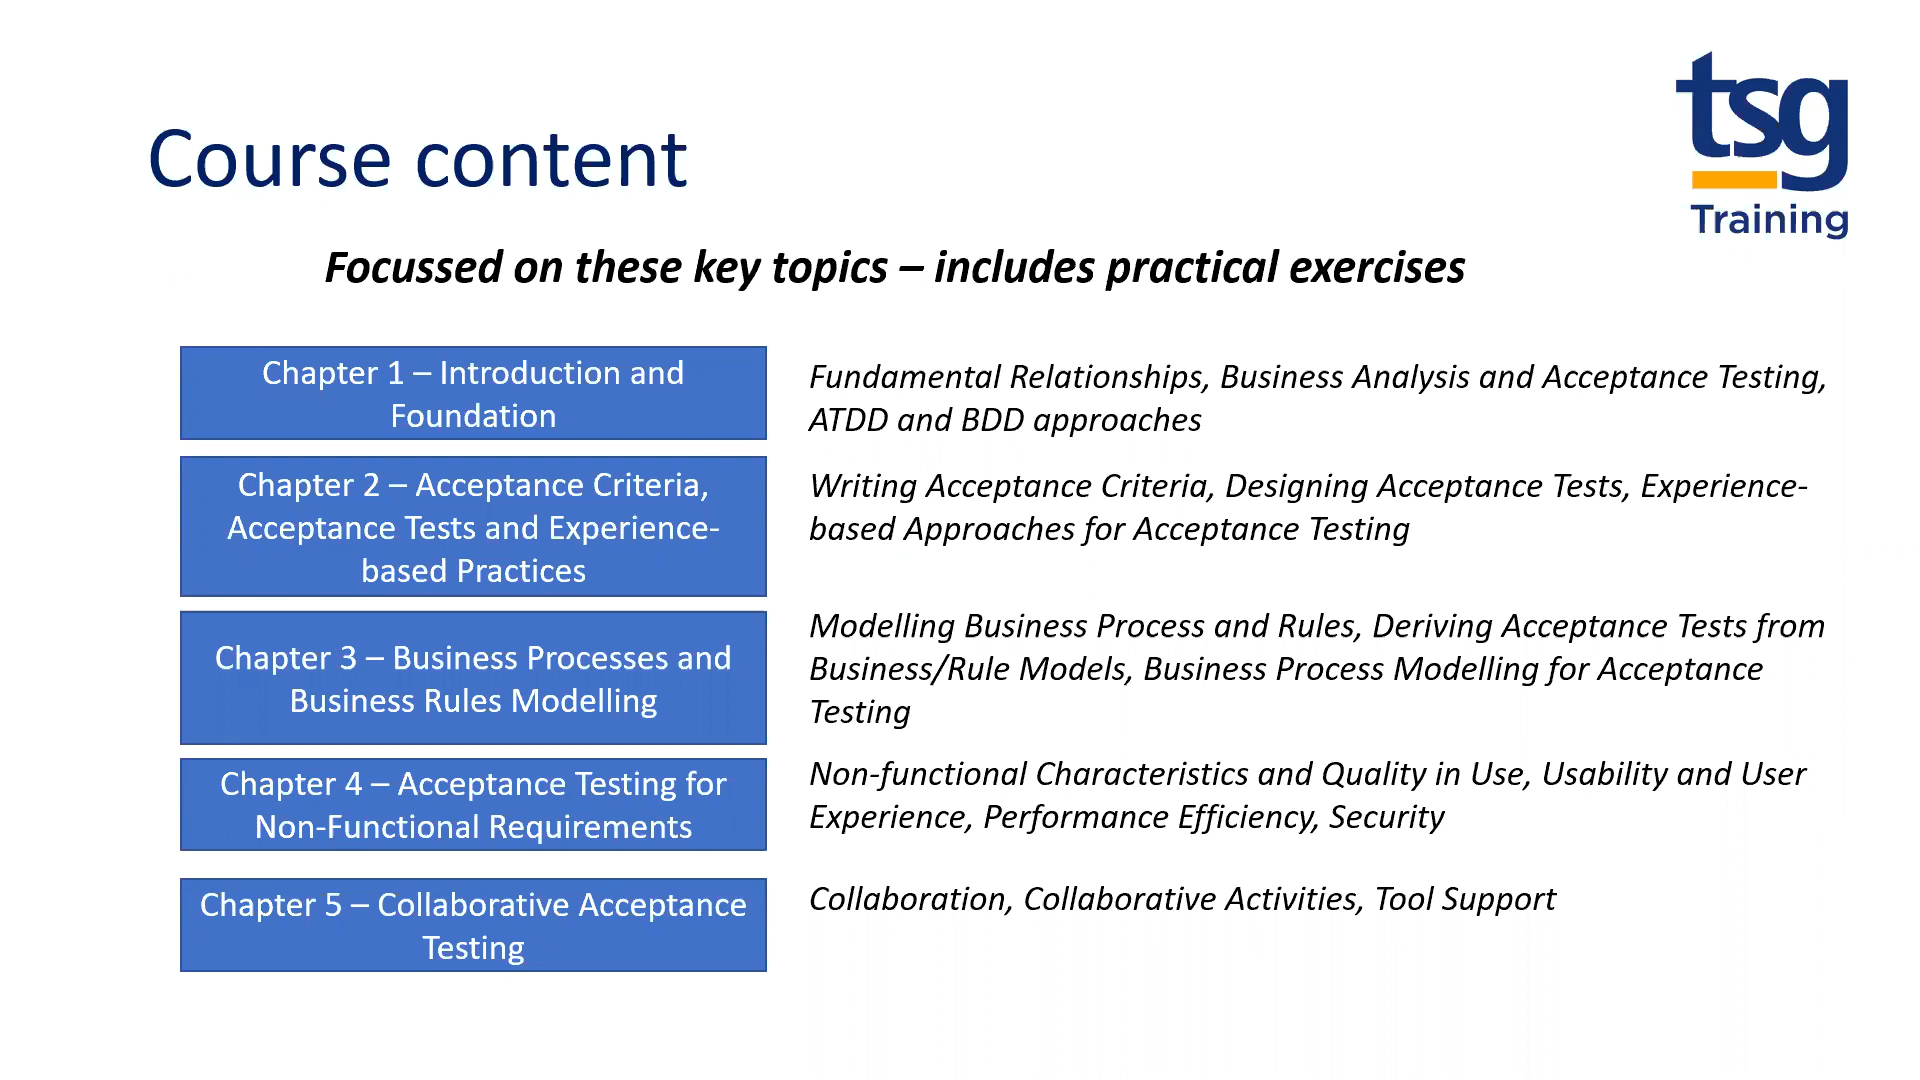 tsg
Training
Course content
Focussed on these key topics – includes practical exercises
Chapter 1 – Introduction and
Foundation
Fundamental Relationships, Business Analysis and Acceptance Testing,
ATDD and BDD approaches
Chapter 2 – Acceptance Criteria,
Acceptance Tests and Experience-
based Practices
Writing Acceptance Criteria, Designing Acceptance Tests, Experience-
based Approaches for Acceptance Testing
Chapter 3 – Business Processes and
Business Rules Modelling
Modelling Business Process and Rules, Deriving Acceptance Tests from
Business/Rule Models, Business Process Modelling for Acceptance
Testing
Chapter 4 – Acceptance Testing for
Non-Functional Requirements
Non-functional Characteristics and Quality in Use, Usability and User
Experience, Performance Efficiency, Security
Chapter 5 – Collaborative Acceptance
Testing
Collaboration, Collaborative Activities, Tool Support